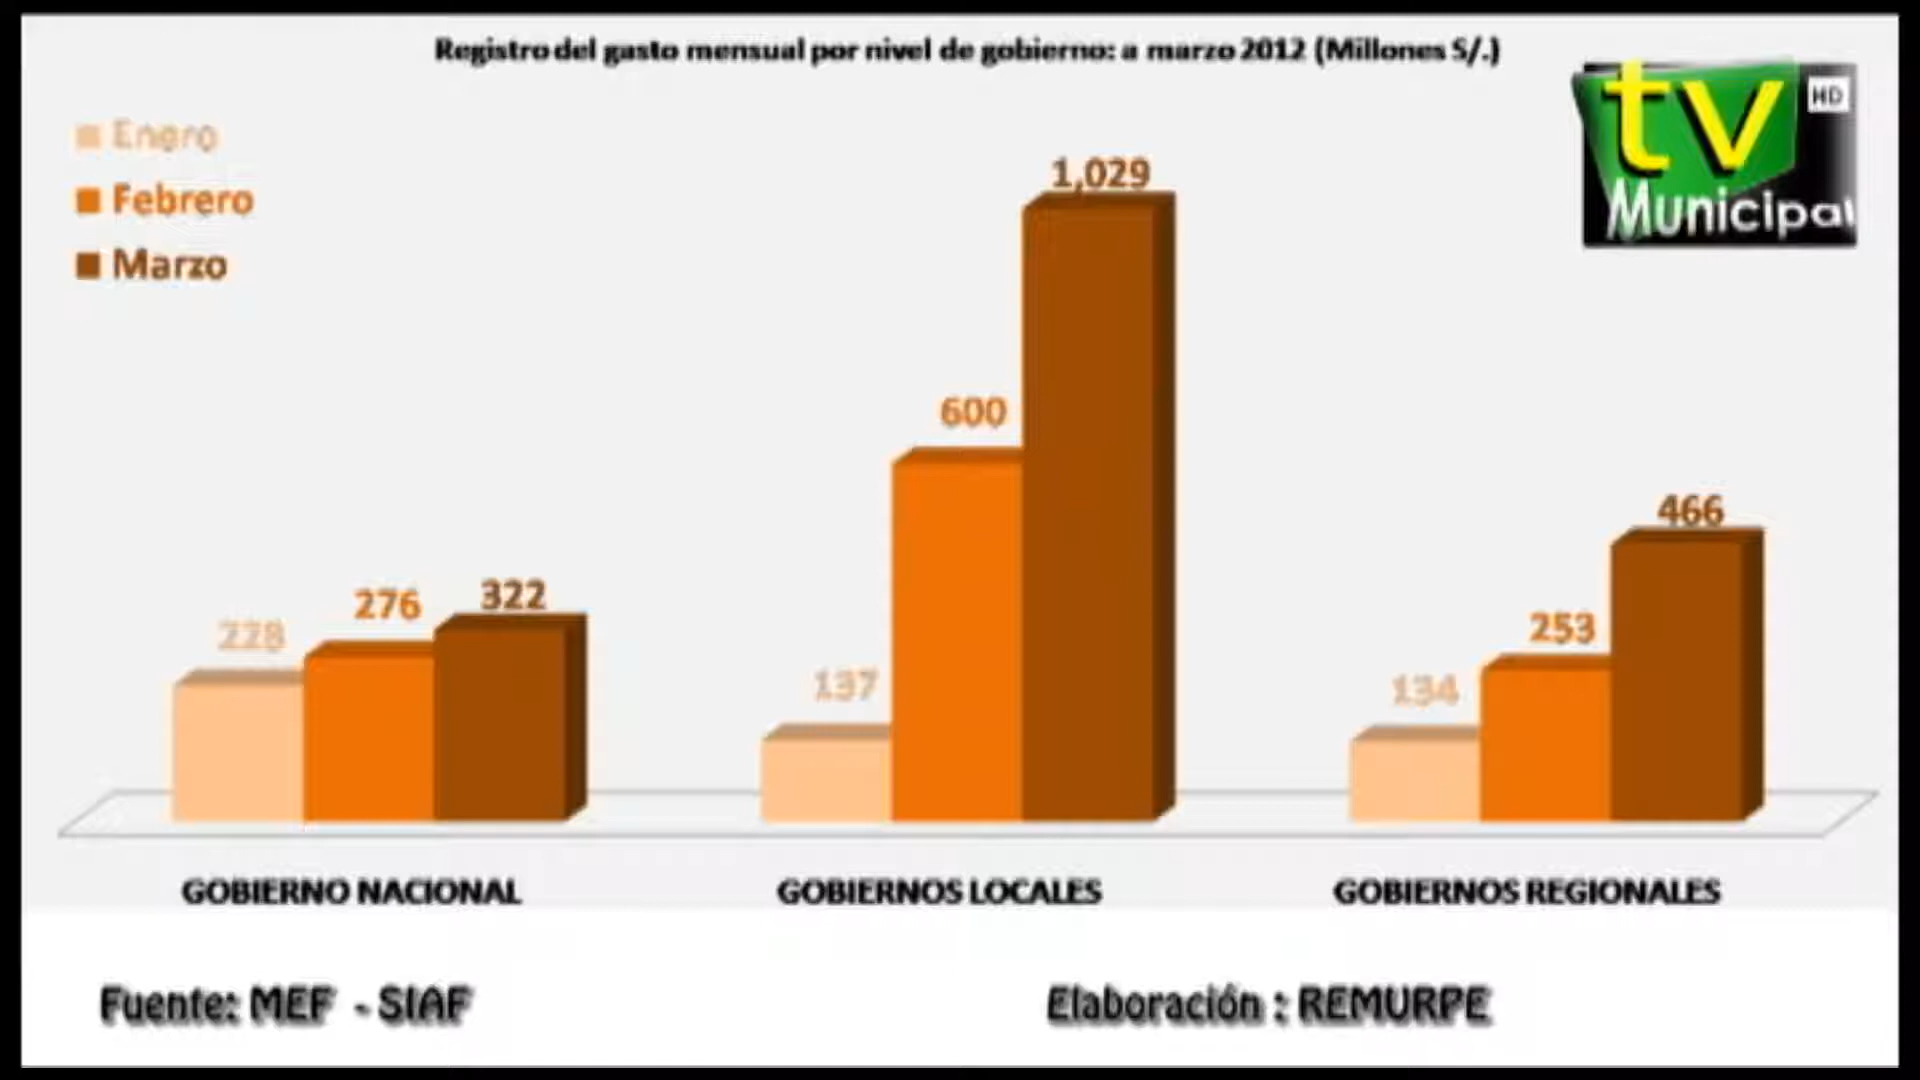 Registro del gasto mensual por nivel de gobierno: a marzo 2012 (Millones S/.)
tv HD
Municipal
Enero
Febrero
Marzo
228
276
322
137
600
1,029
134
253
466
GOBIERNO NACIONAL
GOBIERNOS LOCALES
GOBIERNOS REGIONALES
Fuente: MEF - SIAF
Elaboración : REMURPE